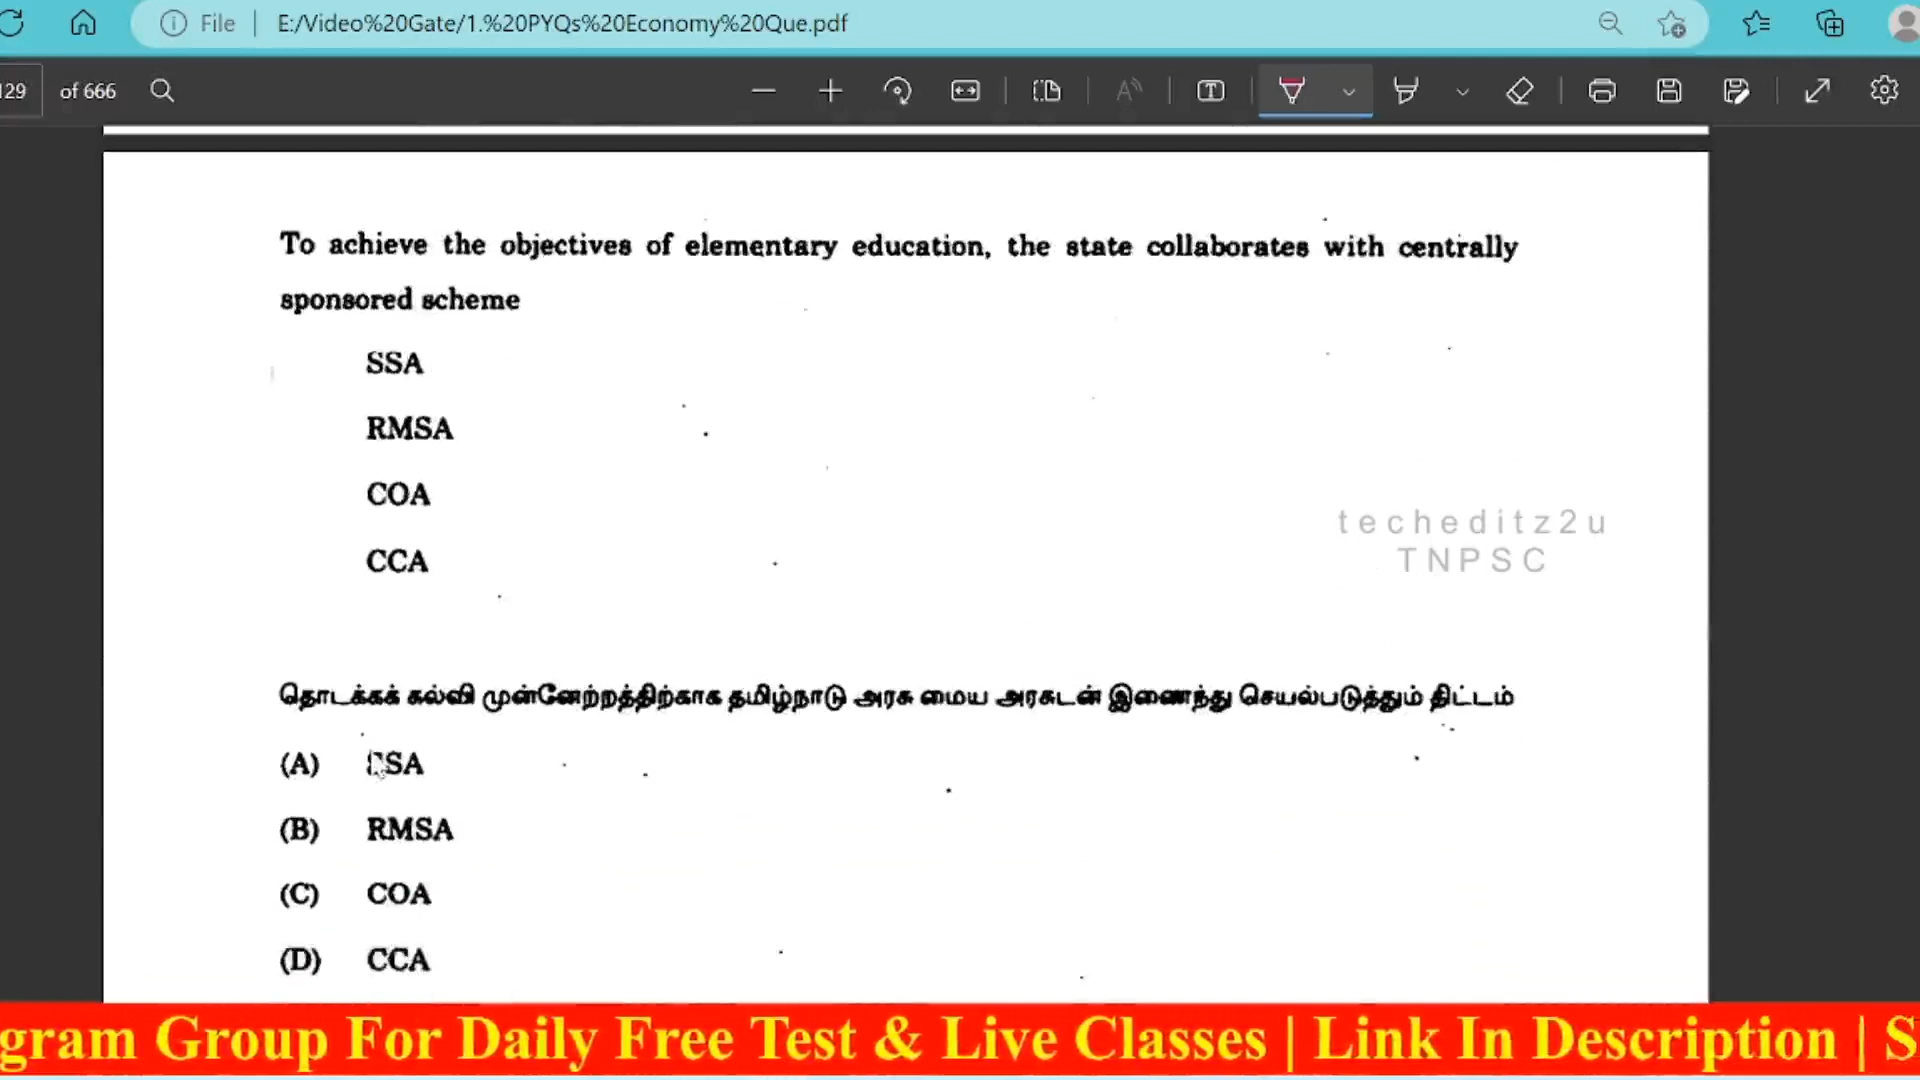 File E:/Video%20Gate/1.%20PYQs%20Economy%20Que.pdf
129 of 666
To achieve the objectives of elementary education, the state collaborates with centrally
sponsored scheme
SSA
RMSA
COA
CCA
techeditz2u
TNPSC
தொடக்கக் கல்வி முன்னேற்றத்திற்காக தமிழ்நாடு அரசு மைய அரசுடன் இணைந்து செயல்படுத்தும் திட்டம்
(A) SSA
(B) RMSA
(C) COA
(D) CCA
gram Group For Daily Free Test & Live Classes | Link In Description | S